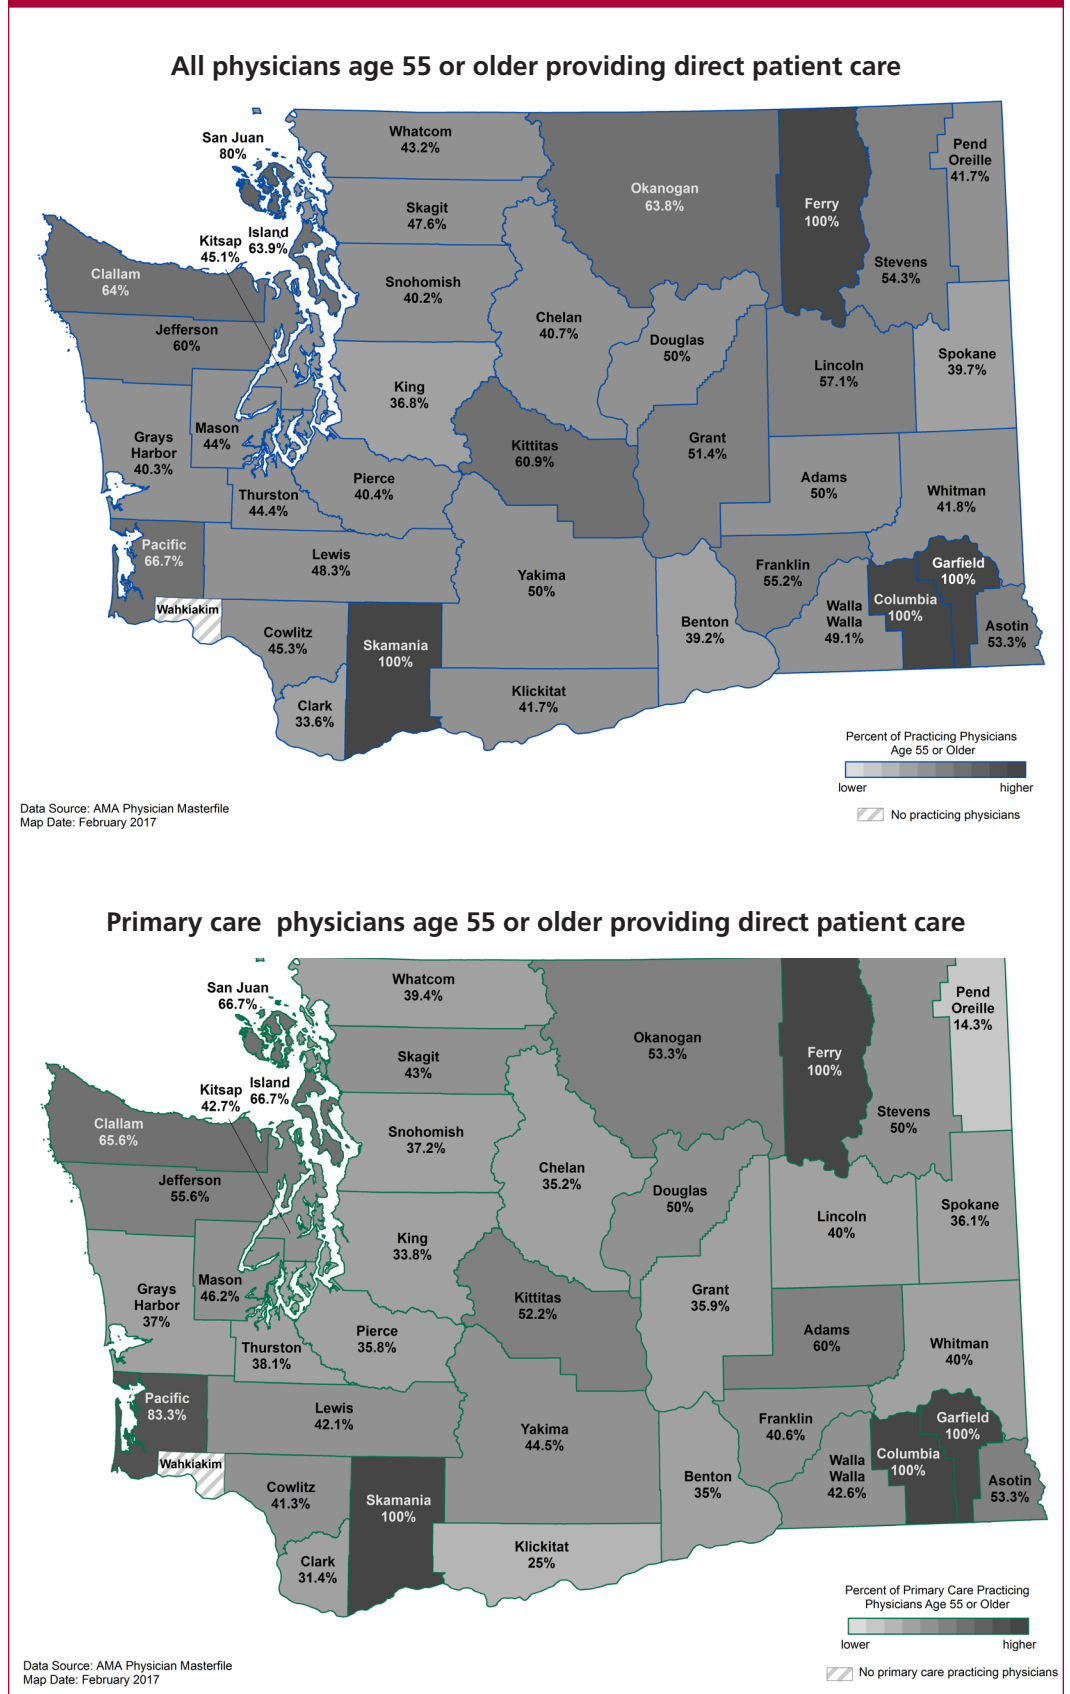 All physicians age 55 or older providing direct patient care
San Juan
80%
Whatcom
43.2%
Okanogan
63.8%
Ferry
100%
Pend
Oreille
41.7%
Skagit
47.6%
Kitsap
45.1%
Island
63.9%
Clallam
64%
Stevens
54.3%
Snohomish
40.2%
Jefferson
60%
Chelan
40.7%
Douglas
50%
Lincoln
57.1%
Spokane
39.7%
King
36.8%
Mason
44%
Grays
Harbor
40.3%
Kittitas
60.9%
Grant
51.4%
Pierce
40.4%
Adams
50%
Whitman
41.8%
Thurston
44.4%
Pacific
66.7%
Lewis
48.3%
Yakima
50%
Franklin
55.2%
Garfield
100%
Columbia
100%
Wahkiakim
Walla
Walla
49.1%
Benton
39.2%
Asotin
53.3%
Cowlitz
45.3%
Skamania
100%
Clark
33.6%
Klickitat
41.7%
Percent of Practicing Physicians
Age 55 or Older
lower higher
No practicing physicians
Data Source: AMA Physician Masterfile
Map Date: February 2017
Primary care physicians age 55 or older providing direct patient care
San Juan
66.7%
Whatcom
39.4%
Okanogan
53.3%
Ferry
100%
Pend
Oreille
14.3%
Skagit
43%
Kitsap
42.7%
Island
66.7%
Clallam
65.6%
Stevens
50%
Snohomish
37.2%
Jefferson
55.6%
Chelan
35.2%
Douglas
50%
Lincoln
40%
Spokane
36.1%
King
33.8%
Mason
46.2%
Grays
Harbor
37%
Kittitas
52.2%
Grant
35.9%
Pierce
35.8%
Adams
60%
Whitman
40%
Thurston
38.1%
Pacific
83.3%
Lewis
42.1%
Yakima
44.5%
Franklin
40.6%
Garfield
100%
Columbia
100%
Wahkiakim
Walla
Walla
42.6%
Benton
35%
Asotin
53.3%
Cowlitz
41.3%
Skamania
100%
Clark
31.4%
Klickitat
25%
Percent of Primary Care Practicing
Physicians Age 55 or Older
lower higher
No primary care practicing physicians
Data Source: AMA Physician Masterfile
Map Date: February 2017